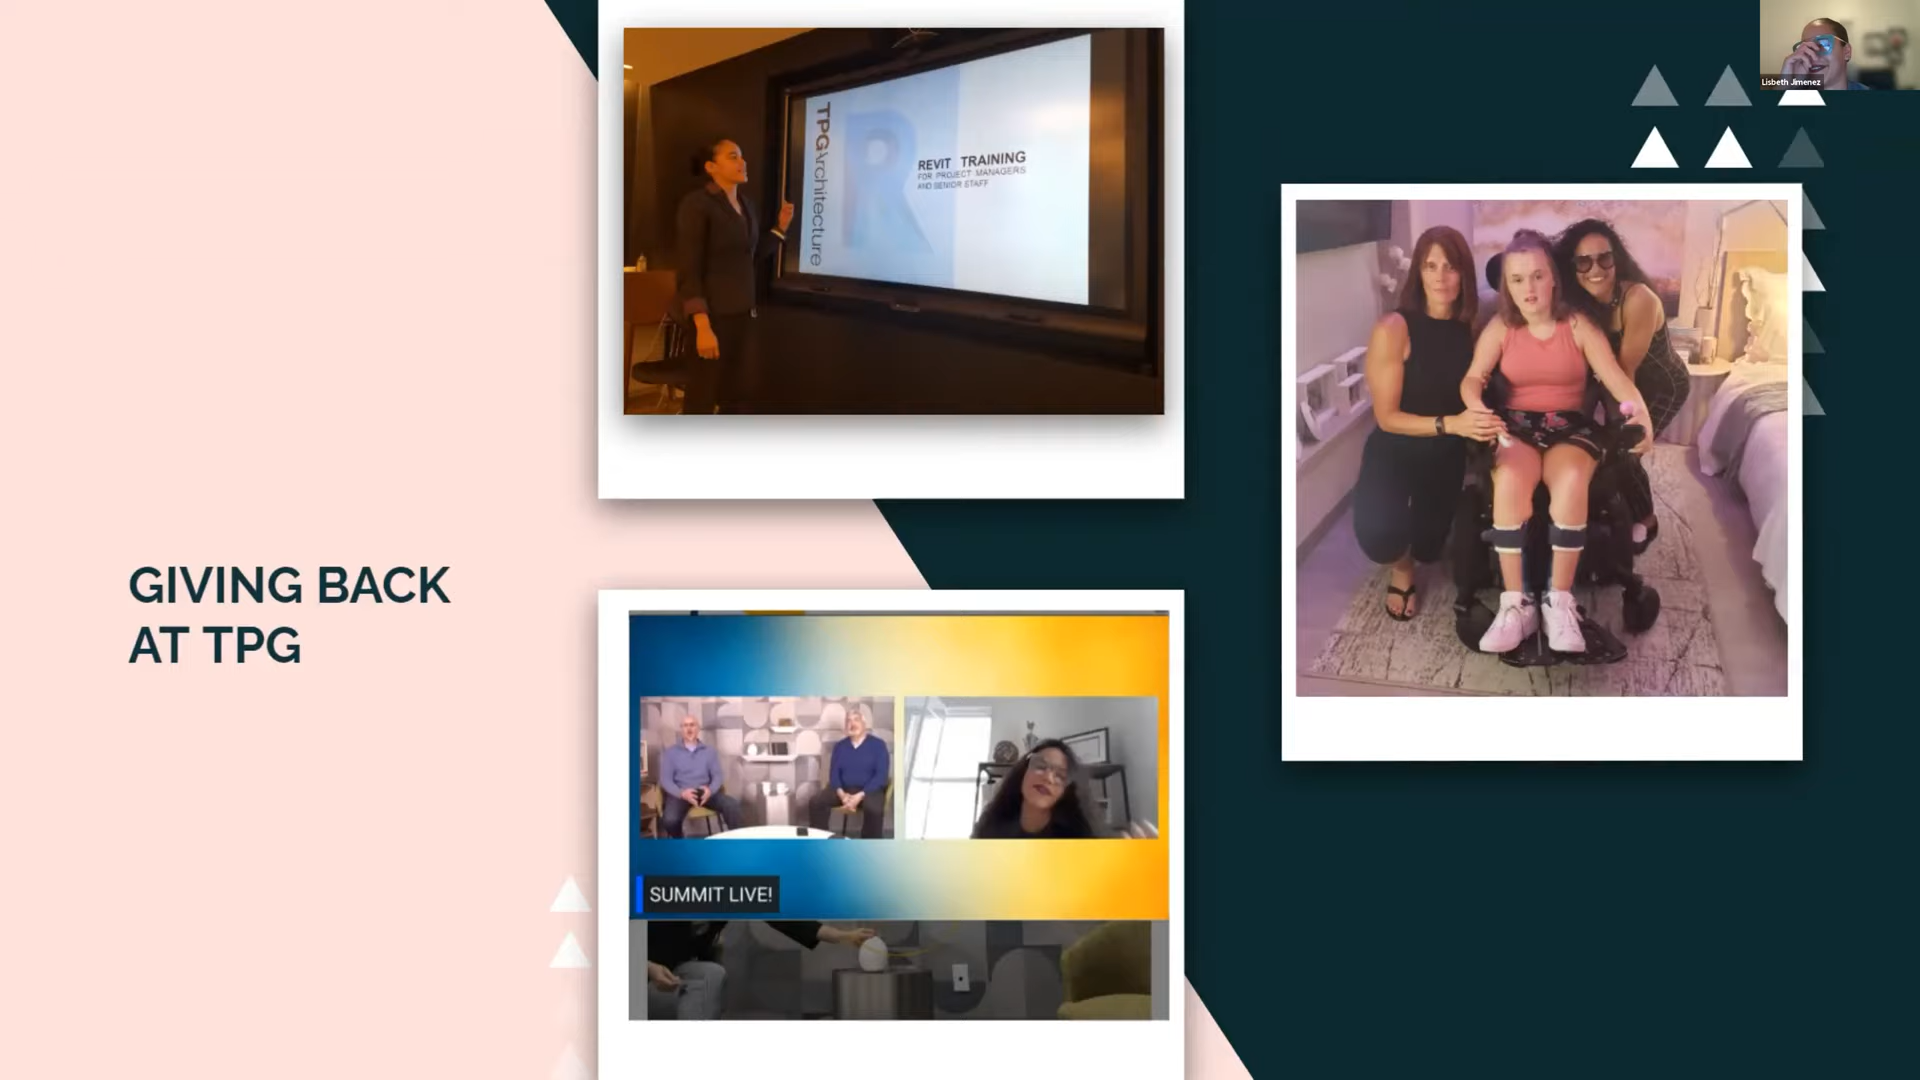 Lisbeth Jimenez
TPGArchitecture
REVIT TRAINING
FOR PROJECT MANAGERS
AND SENIOR STAFF
GIVING BACK
AT TPG
SUMMIT LIVE!